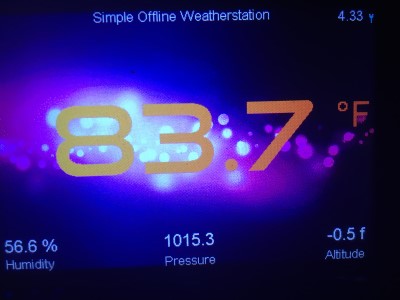 Simple Offline Weatherstation 4.33 v
83.7 °F
56.6 % 1015.3 -0.5 f
Humidity Pressure Altitude